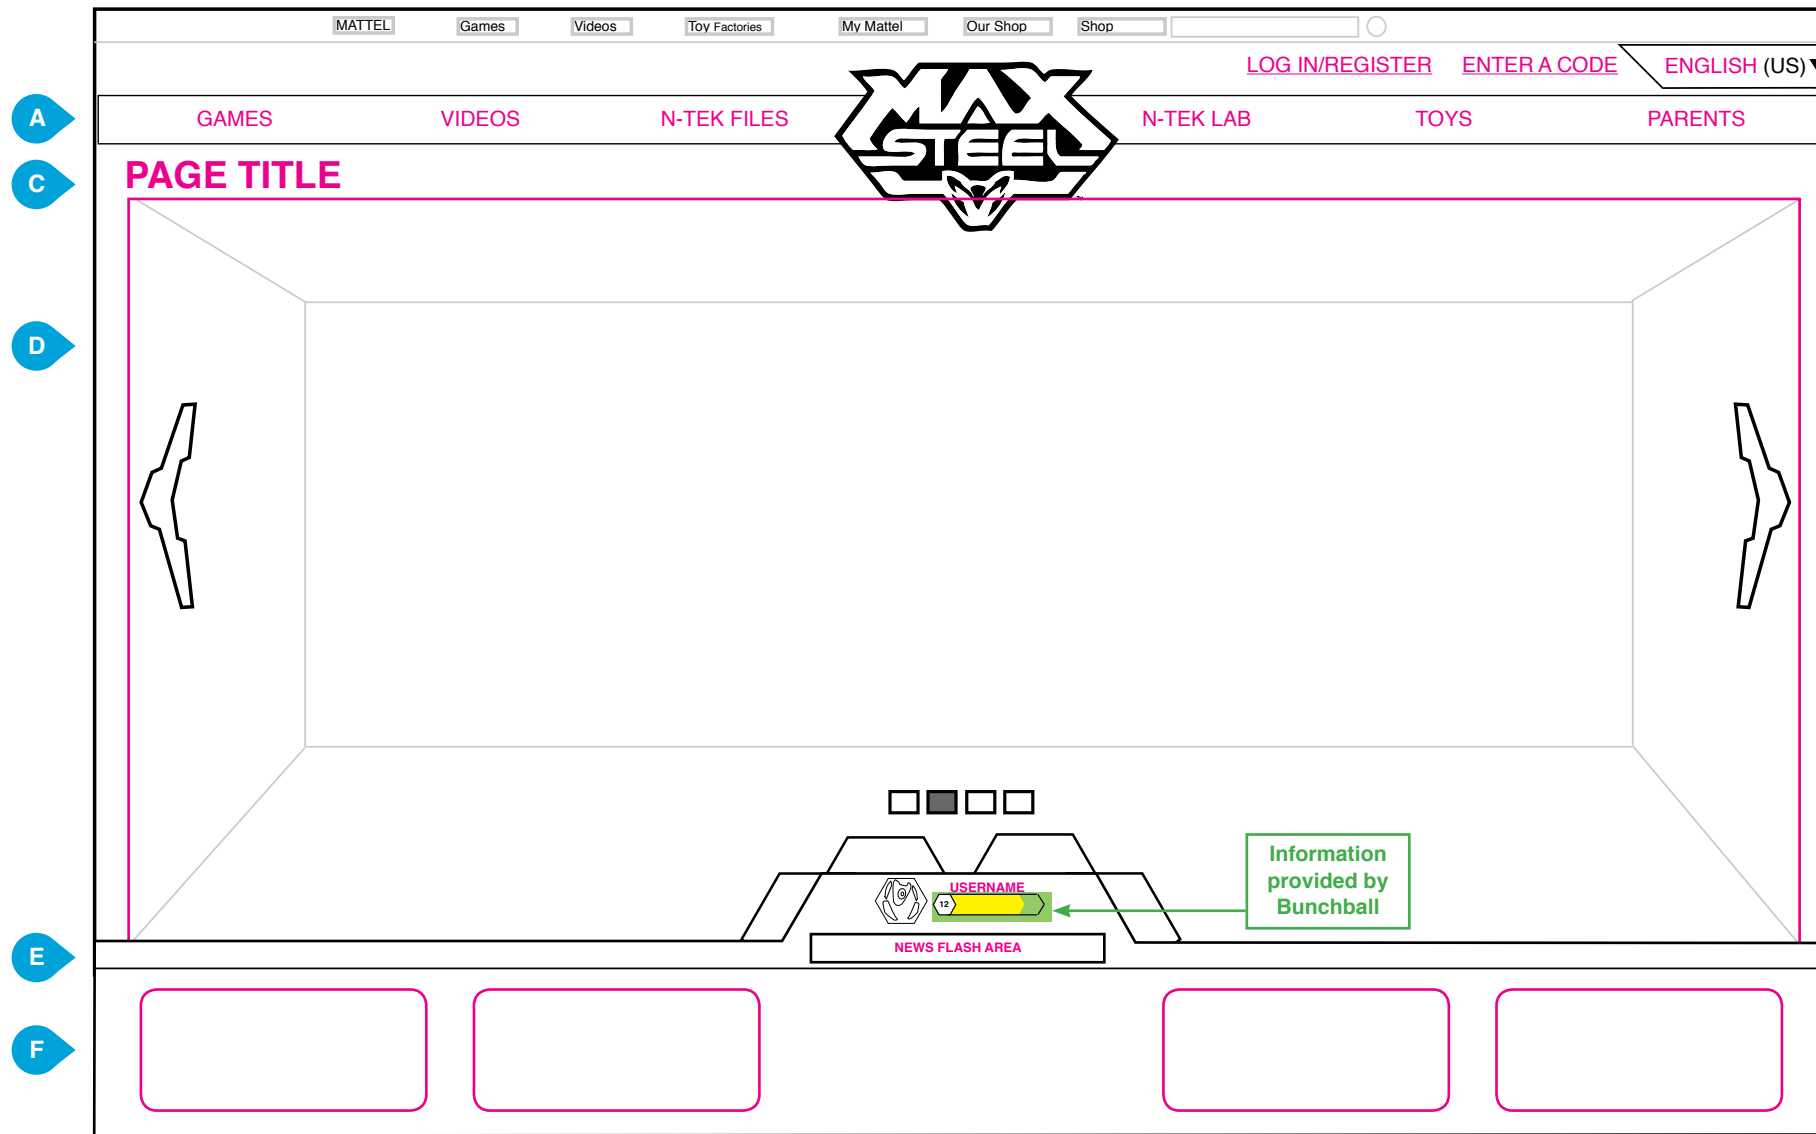 MATTEL Games Videos Toy Factories My Mattel Our Shop Shop
LOG IN/REGISTER ENTER A CODE ENGLISH (US)
A
GAMES VIDEOS N-TEK FILES N-TEK LAB TOYS PARENTS
MAX
STEEL
C
PAGE TITLE
D
Information
provided by
Bunchball
USERNAME
12
E
NEWS FLASH AREA
F